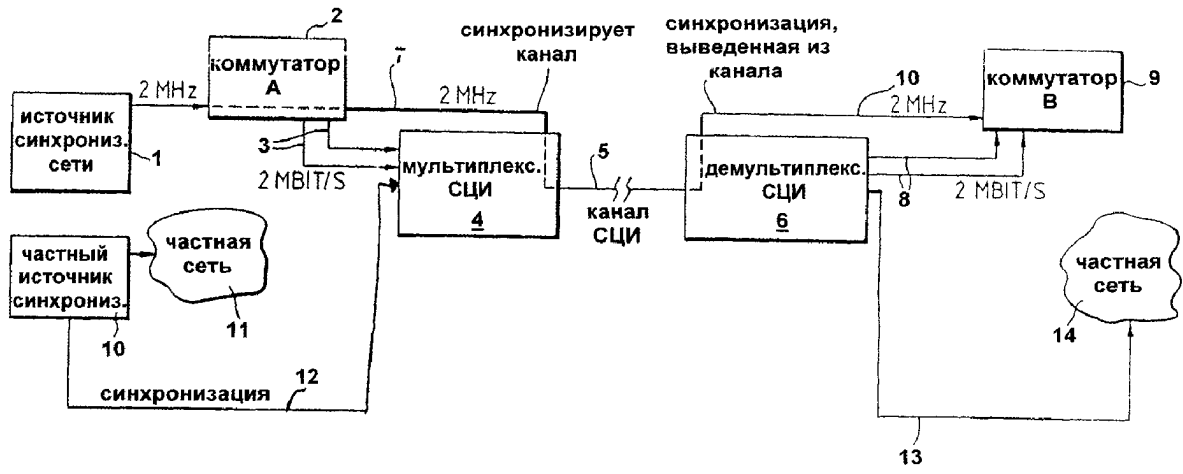 2
коммутатор
А
2 MHz
7
синхронизирует
канал
2 MHz
синхронизация,
выведенная из
канала
10
2 MHz
коммутатор
В
9
источник
синхрониз.
сети
1
3
2 MBIT/S
мультиплекс.
СЦИ
4
5
канал
СЦИ
демультиплекс.
СЦИ
6
8
2 MBIT/S
частный
источник
синхрониз.
10
частная
сеть
11
частная
сеть
14
синхронизация
12
13